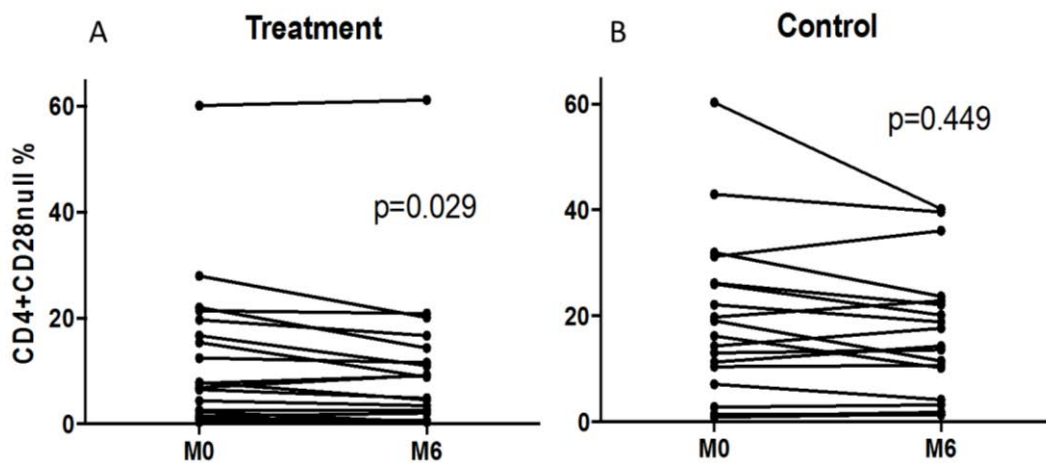 A Treatment
CD4+CD28null %
60
40
20
0
p=0.029
M0 M6
B Control
60
40
20
0
p=0.449
M0 M6